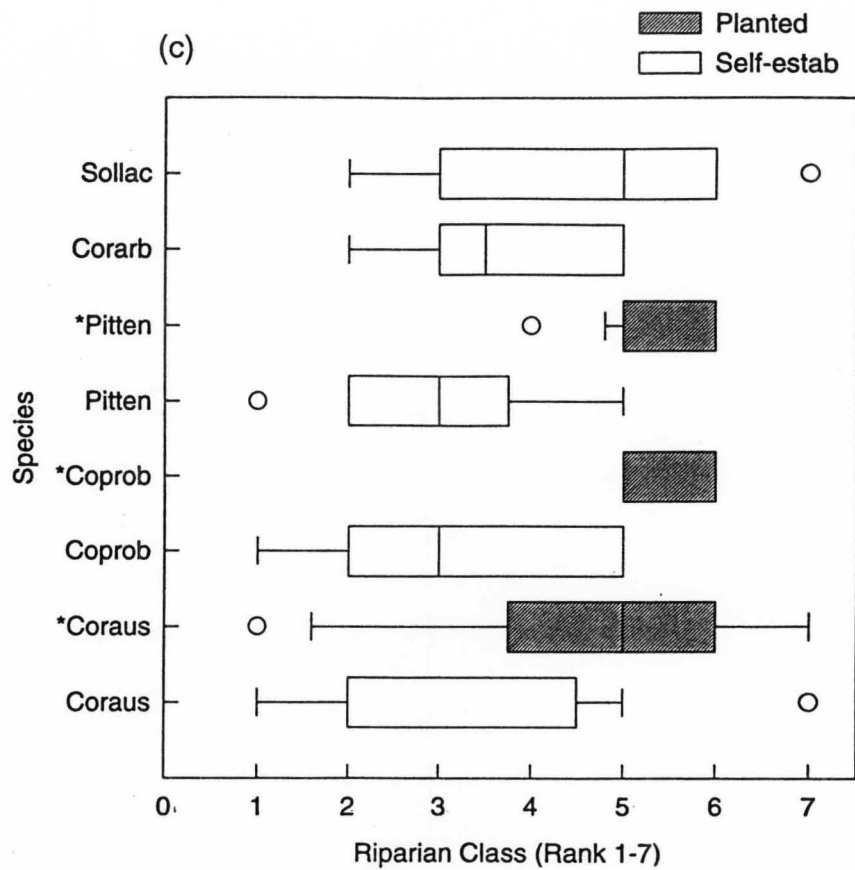 (c)
Planted
Self-estab
Sollac
Corarb
*Pitten
Pitten
*Coprob
Coprob
*Coraus
Coraus
Species
0 1 2 3 4 5 6 7
Riparian Class (Rank 1-7)